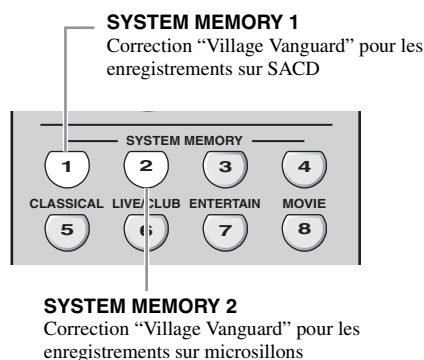 SYSTEM MEMORY 1
Correction “Village Vanguard” pour les
enregistrements sur SACD
SYSTEM MEMORY
1 2 3 4
CLASSICAL LIVE/CLUB ENTERTAIN MOVIE
5 6 7 8
SYSTEM MEMORY 2
Correction “Village Vanguard” pour les
enregistrements sur microsillons